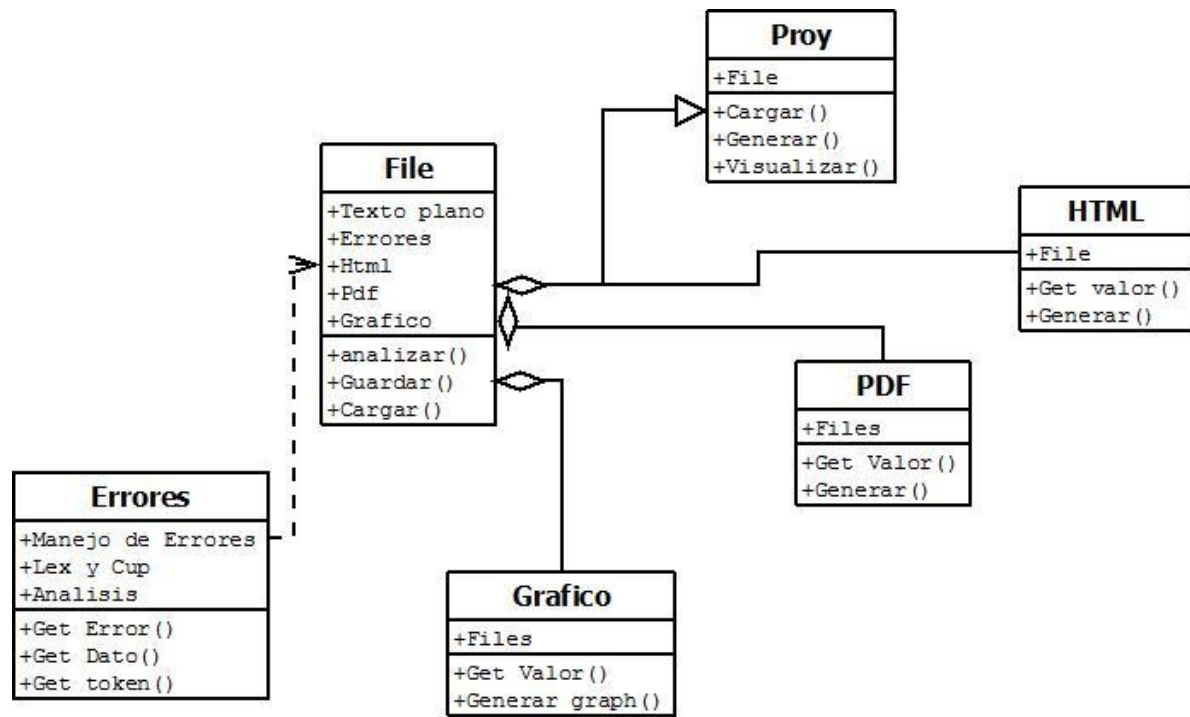 Proy
+File
+Cargar()
+Generar()
+Visualizar()
File
+Texto plano
+Errores
+Html
+Pdf
+Grafico
+analizar()
+Guardar()
+Cargar()
HTML
+File
+Get valor()
+Generar()
PDF
+Files
+Get Valor()
+Generar()
Errores
+Manejo de Errores
+Lex y Cup
+Analisis
+Get Error()
+Get Dato()
+Get token()
Grafico
+Files
+Get Valor()
+Generar graph()